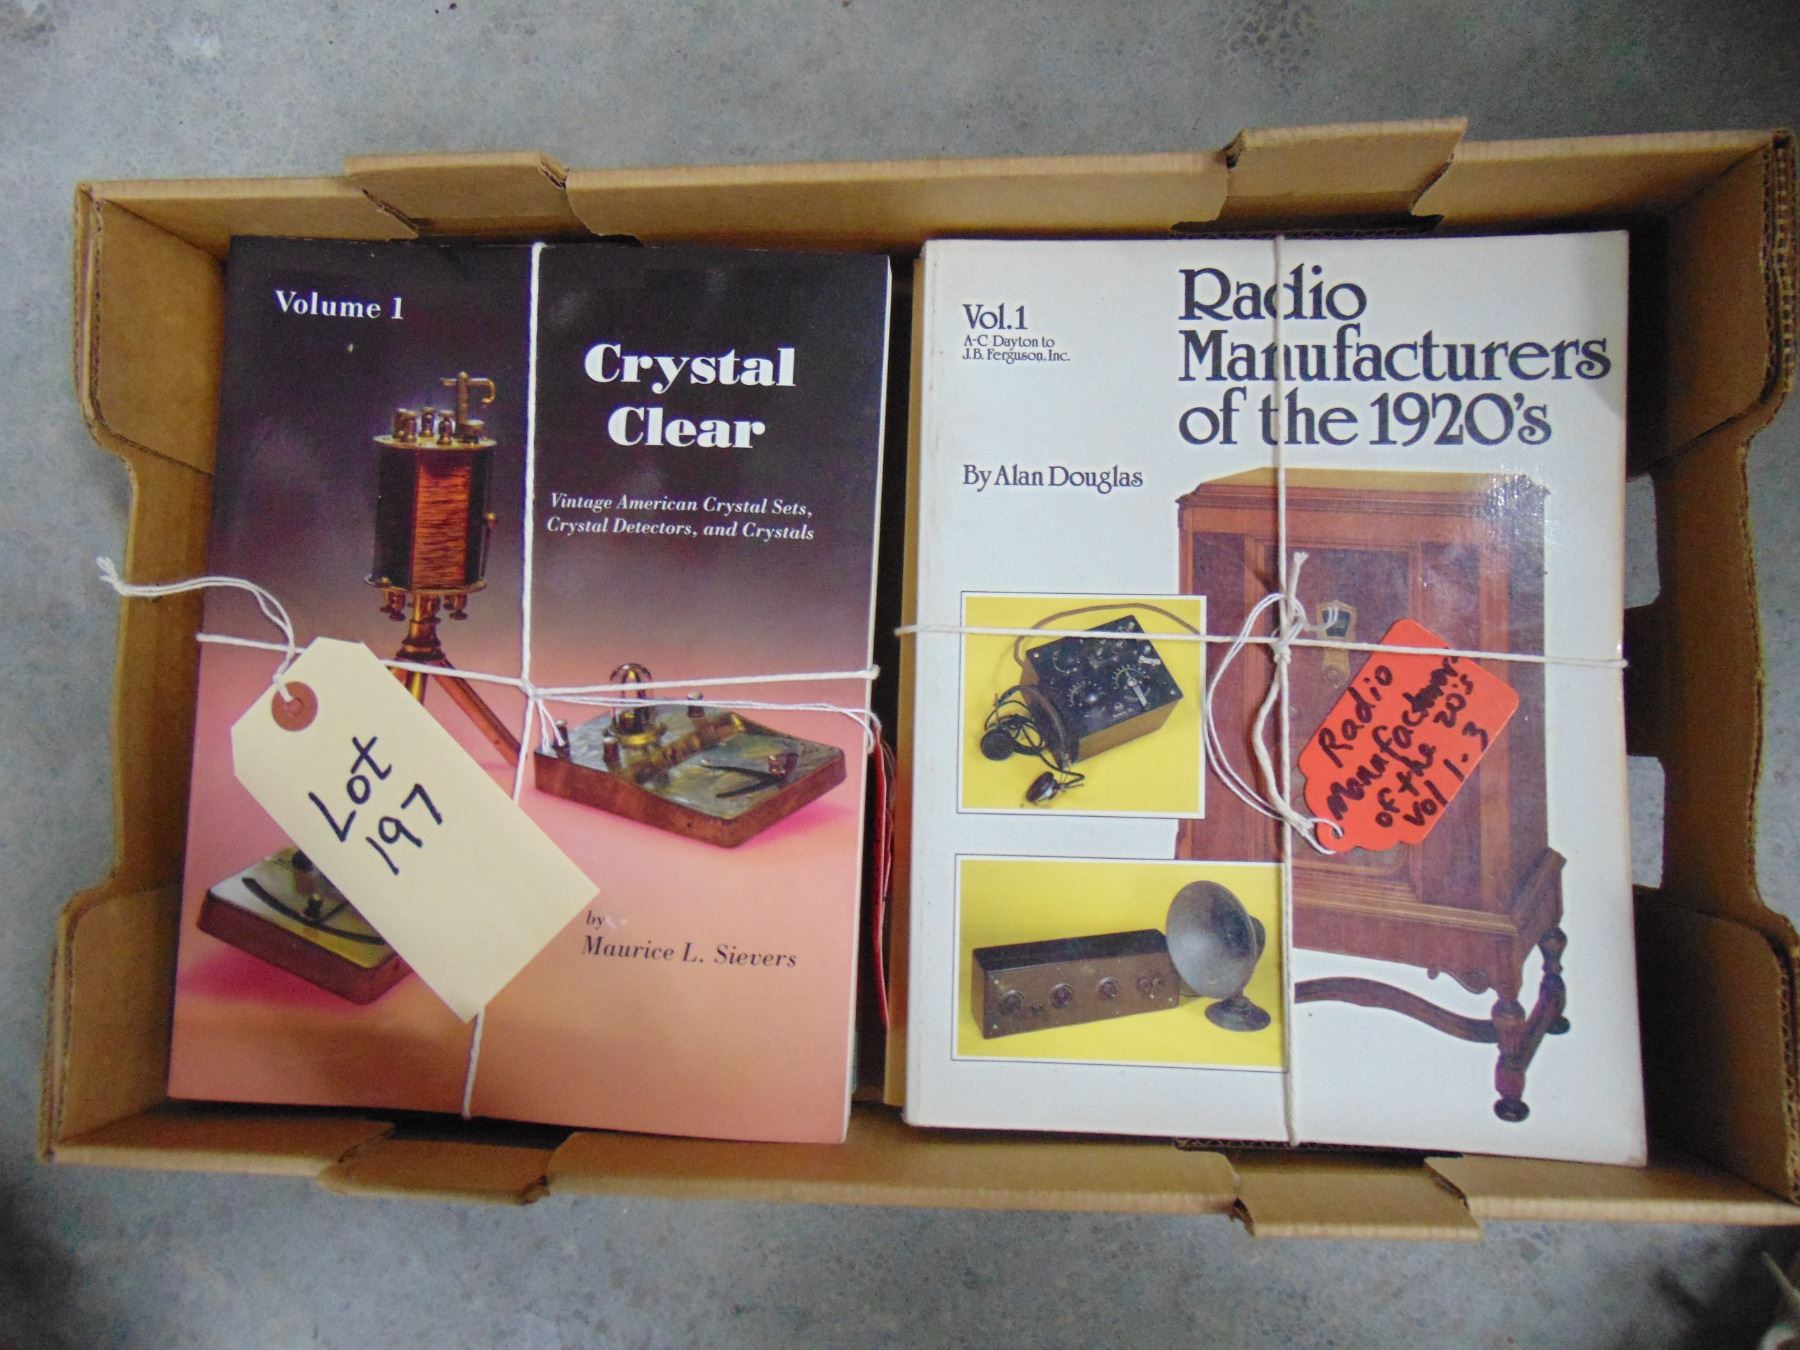 Volume 1
Crystal
Clear
Vintage American Crystal Sets,
Crystal Detectors, and Crystals
Lot
197
by
Maurice L. Sievers
Vol.1
A-C Dayton to
J.B. Ferguson, Inc.
Radio
Manufacturers
of the 1920's
By Alan Douglas
Radio
Manufacturers
of the 20's
Vol 1-3